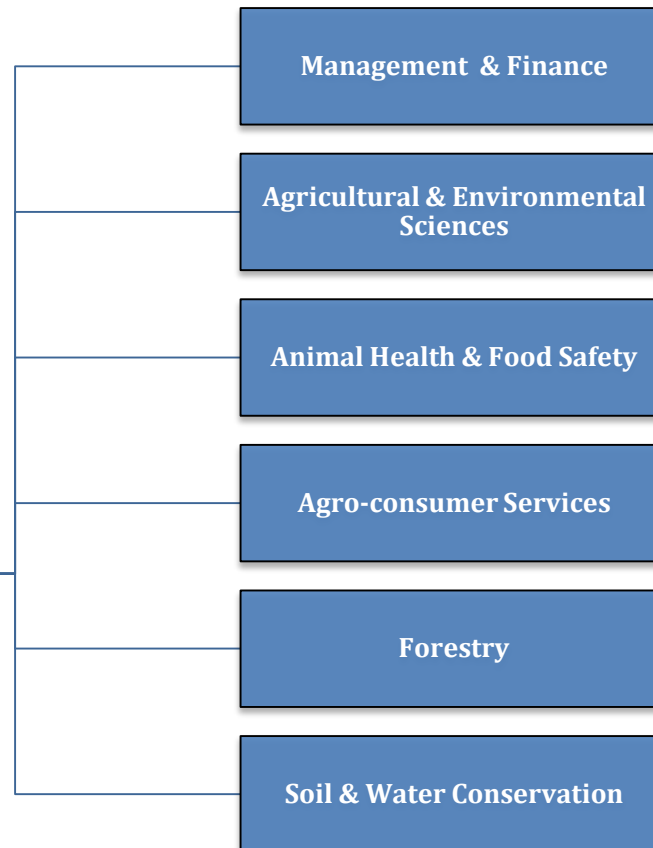 Management & Finance
Agricultural & Environmental
Sciences
Animal Health & Food Safety
Agro-consumer Services
Forestry
Soil & Water Conservation